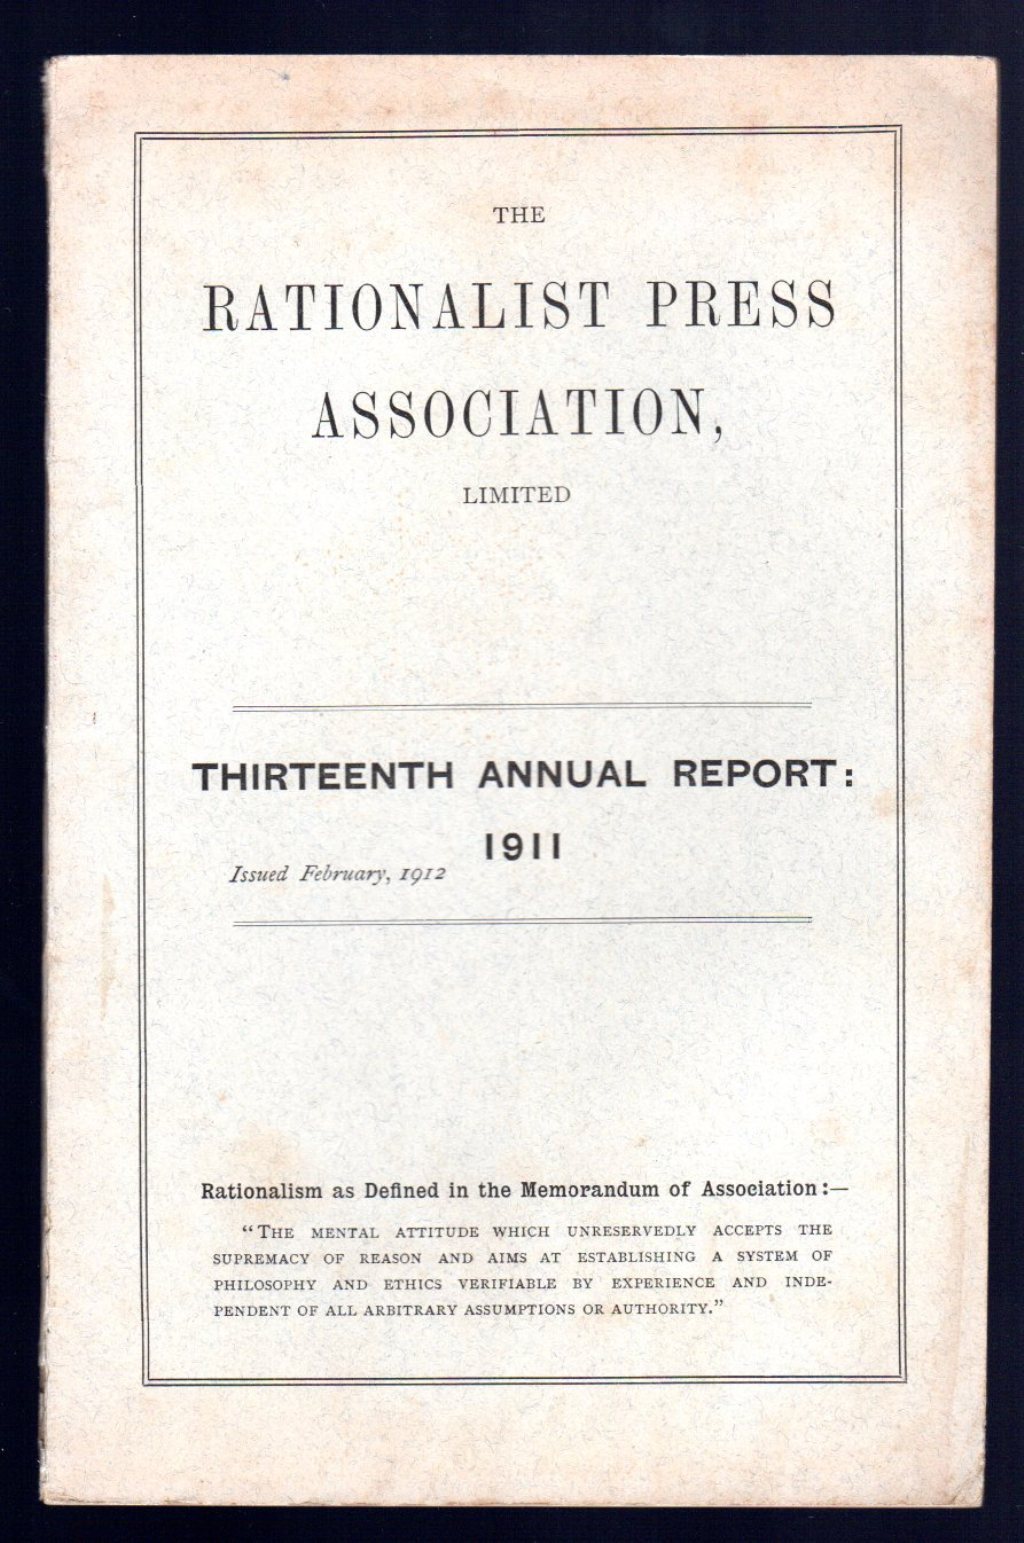 THE
RATIONALIST PRESS
ASSOCIATION,
LIMITED
THIRTEENTH ANNUAL REPORT:
1911
Issued February, 1912
Rationalism as Defined in the Memorandum of Association:—
“THE MENTAL ATTITUDE WHICH UNRESERVEDLY ACCEPTS THE
SUPREMACY OF REASON AND AIMS AT ESTABLISHING A SYSTEM OF
PHILOSOPHY AND ETHICS VERIFIABLE BY EXPERIENCE AND INDE-
PENDENT OF ALL ARBITRARY ASSUMPTIONS OR AUTHORITY.”